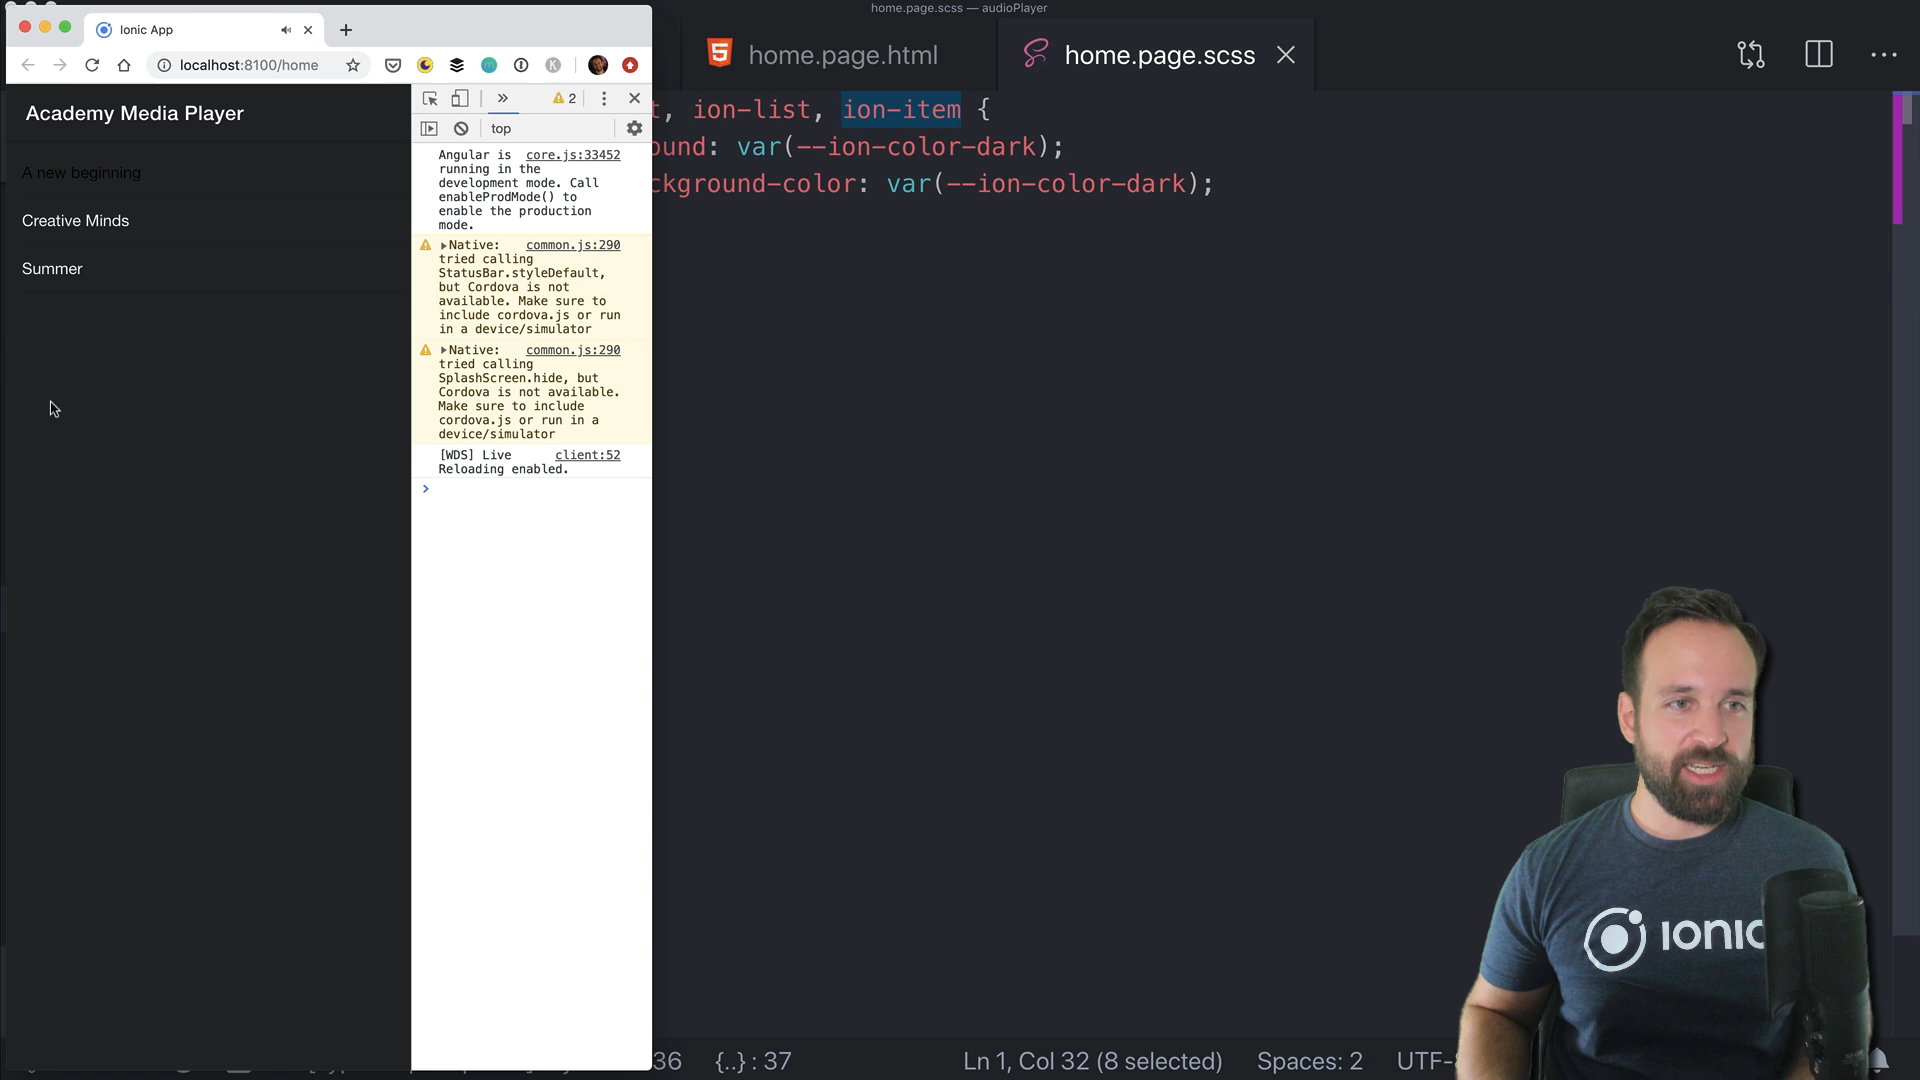 home.page.scss — audioPlayer
Ionic App
localhost:8100/home
Academy Media Player
A new beginning
Creative Minds
Summer
2
top
Angular is core.js:33452
running in the
development mode. Call
enableProdMode() to
enable the production
mode.
Native: common.js:290
tried calling
StatusBar.styleDefault,
but Cordova is not
available. Make sure to
include cordova.js or run
in a device/simulator
Native: common.js:290
tried calling
SplashScreen.hide, but
Cordova is not available.
Make sure to include
cordova.js or run in a
device/simulator
[WDS] Live client:52
Reloading enabled.
>
home.page.html
home.page.scss
t, ion-list, ion-item {
ound: var(--ion-color-dark);
ckground-color: var(--ion-color-dark);
IONIC
36 {..} : 37 Ln 1, Col 32 (8 selected) Spaces: 2 UTF-